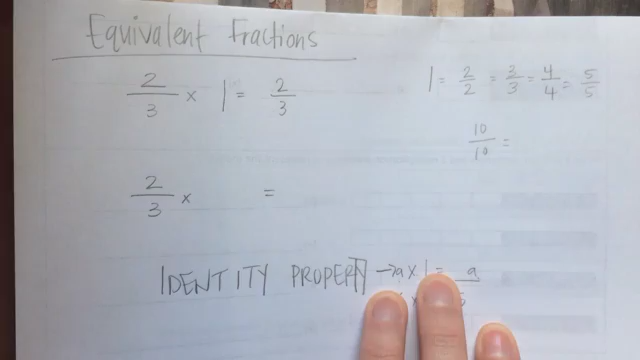 Equivalent Fractions
2/3 × 1 = 2/3
1 = 2/2 = 3/3 = 4/4 = 5/5
10/10 =
2/3 × =
IDENTITY PROPERTY → a × 1 = a